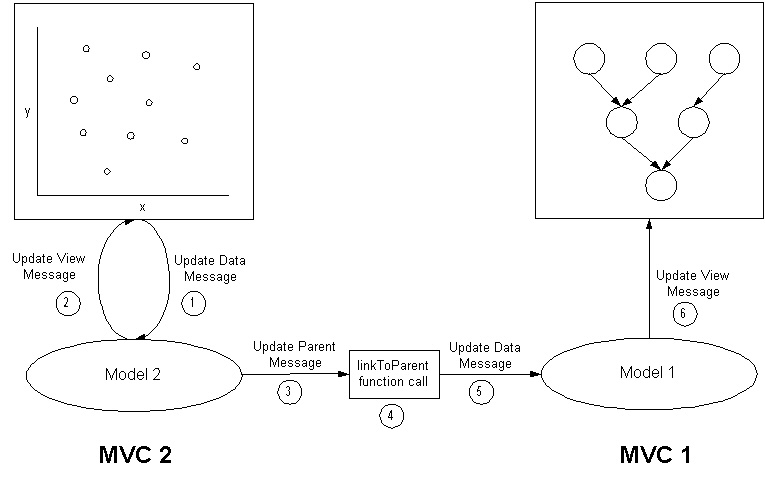 y
x
Update View
Message
2
Update Data
Message
1
Update View
Message
6
Model 2
Update Parent
Message
3
linkToParent
function call
4
Update Data
Message
5
Model 1
MVC 2
MVC 1